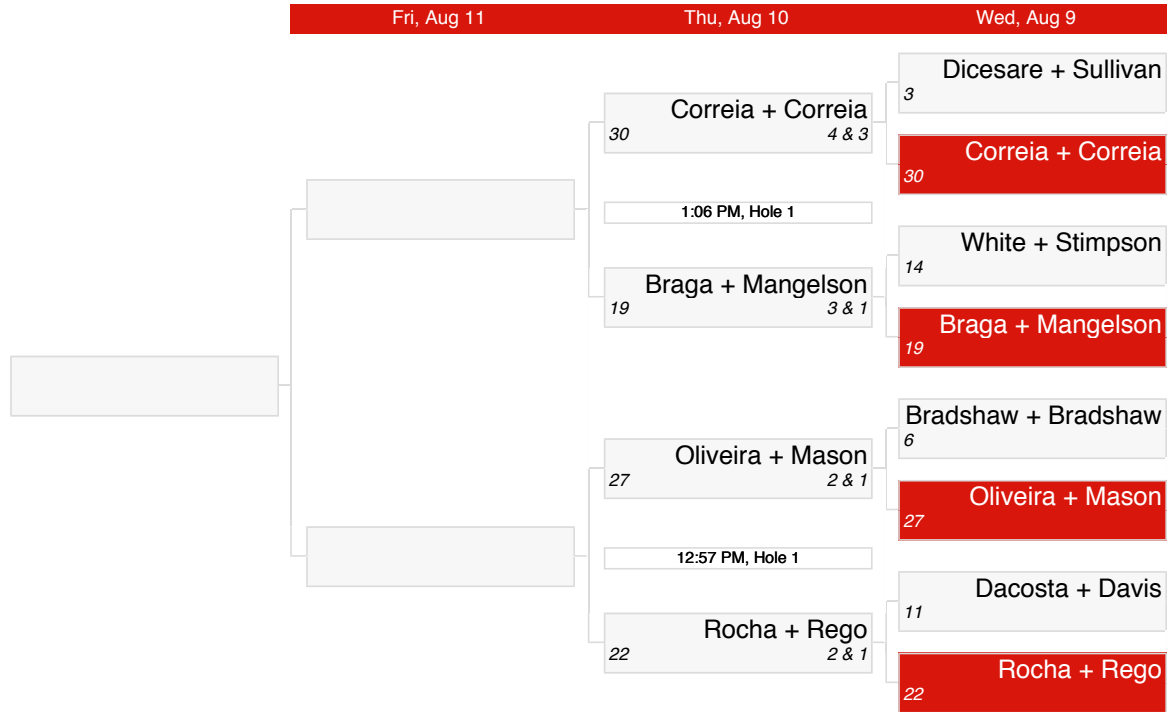 Fri, Aug 11
Thu, Aug 10
Wed, Aug 9
Dicesare + Sullivan
3
Correia + Correia
30 4 & 3
Correia + Correia
30
1:06 PM, Hole 1
White + Stimpson
14
Braga + Mangelson
19 3 & 1
Braga + Mangelson
19
Bradshaw + Bradshaw
6
Oliveira + Mason
27 2 & 1
Oliveira + Mason
27
12:57 PM, Hole 1
Dacosta + Davis
11
Rocha + Rego
22 2 & 1
Rocha + Rego
22